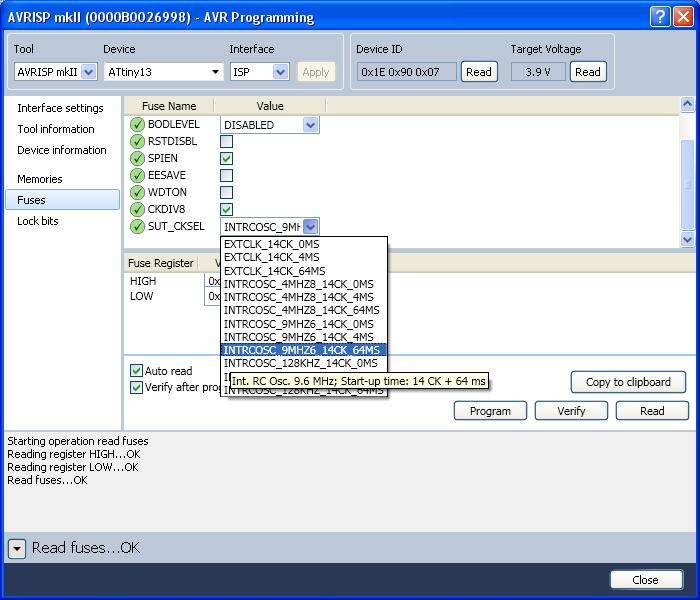 AVRISP mkII (0000B0026998) - AVR Programming
Tool Device Interface Device ID Target Voltage
AVRISP mkII ATtiny13 ISP Apply 0x1E 0x90 0x07 Read 3.9 V Read
Interface settings
Tool information
Device information
Memories
Fuses
Lock bits
Fuse Name Value
BODLEVEL DISABLED
RSTDISBL
SPIEN
EESAVE
WDTON
CKDIV8
SUT_CKSEL INTRCOSC_9MH
EXTCLK_14CK_0MS
EXTCLK_14CK_4MS
EXTCLK_14CK_64MS
INTRCOSC_4MHZ8_14CK_0MS
INTRCOSC_4MHZ8_14CK_4MS
INTRCOSC_4MHZ8_14CK_64MS
INTRCOSC_9MHZ6_14CK_0MS
INTRCOSC_9MHZ6_14CK_4MS
INTRCOSC_9MHZ6_14CK_64MS
INTRCOSC_128KHZ_14CK_0MS
Int. RC Osc. 9.6 MHz; Start-up time: 14 CK + 64 ms
INTRCOSC_128KHZ_14CK_64MS
Fuse Register
HIGH 0x
LOW 0x
Auto read
Verify after prog
Copy to clipboard
Program Verify Read
Starting operation read fuses
Reading register HIGH...OK
Reading register LOW...OK
Read fuses...OK
Read fuses...OK
Close